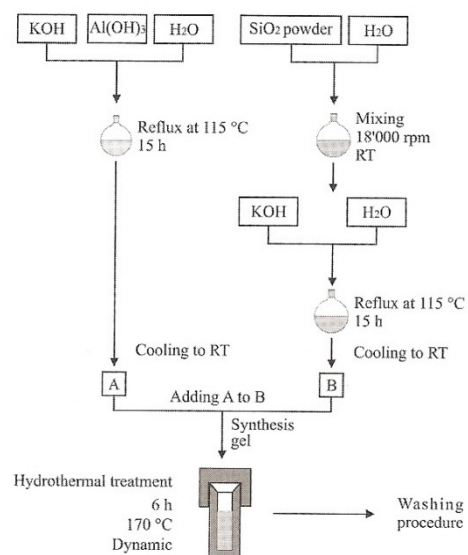 KOH Al(OH)₃ H₂O
SiO₂ powder H₂O
Reflux at 115 °C
15 h
Mixing
18'000 rpm
RT
KOH H₂O
Reflux at 115 °C
15 h
Cooling to RT
Cooling to RT
A
Adding A to B
B
Synthesis
gel
Hydrothermal treatment
6 h
170 °C
Dynamic
Washing
procedure